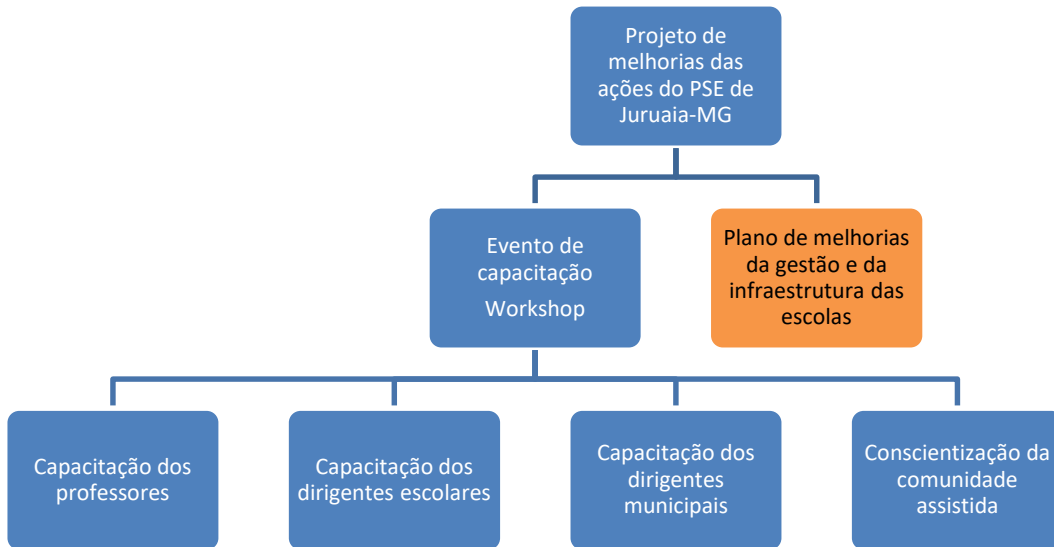 Projeto de
melhorias das
ações do PSE de
Juruaia-MG
Evento de
capacitação
Workshop
Plano de melhorias
da gestão e da
infraestrutura das
escolas
Capacitação dos
professores
Capacitação dos
dirigentes escolares
Capacitação dos
dirigentes
municipais
Conscientização da
comunidade
assistida